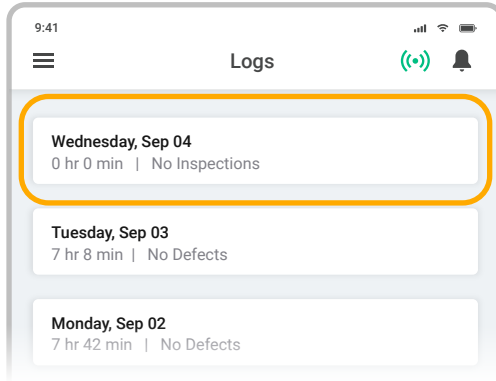 9:41
Logs
Wednesday, Sep 04
0 hr 0 min | No Inspections
Tuesday, Sep 03
7 hr 8 min | No Defects
Monday, Sep 02
7 hr 42 min | No Defects